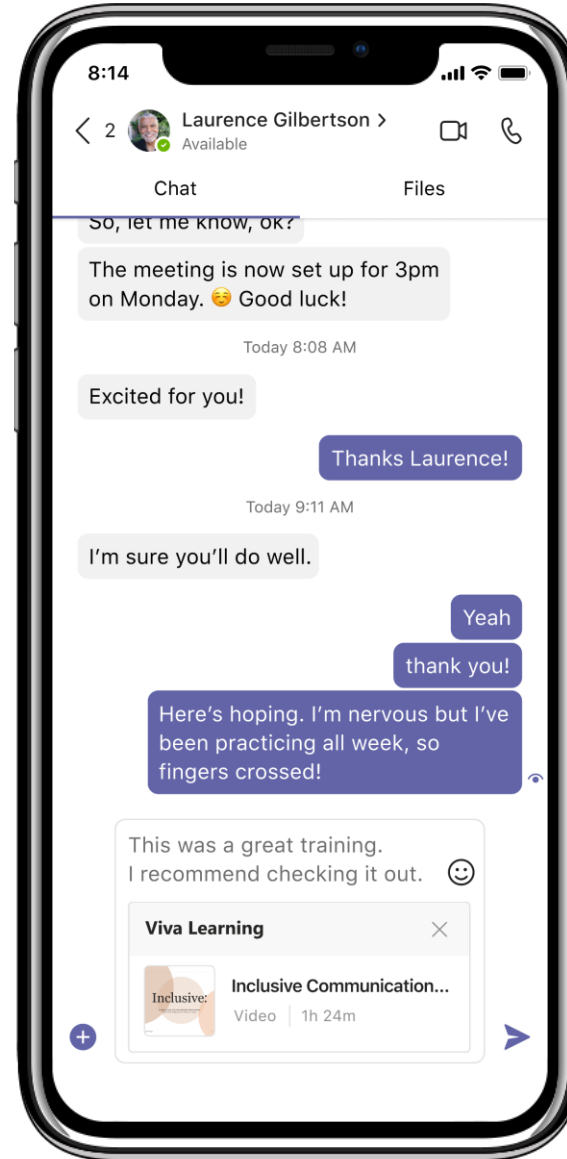 8:14
2
Laurence Gilbertson >
Available
Chat
Files
So, let me know, ok?
The meeting is now set up for 3pm
on Monday. ☺️ Good luck!
Today 8:08 AM
Excited for you!
Thanks Laurence!
Today 9:11 AM
I’m sure you’ll do well.
Yeah
thank you!
Here’s hoping. I’m nervous but I’ve
been practicing all week, so
fingers crossed!
This was a great training.
I recommend checking it out.
Viva Learning
Inclusive:
Inclusive Communication...
Video | 1h 24m